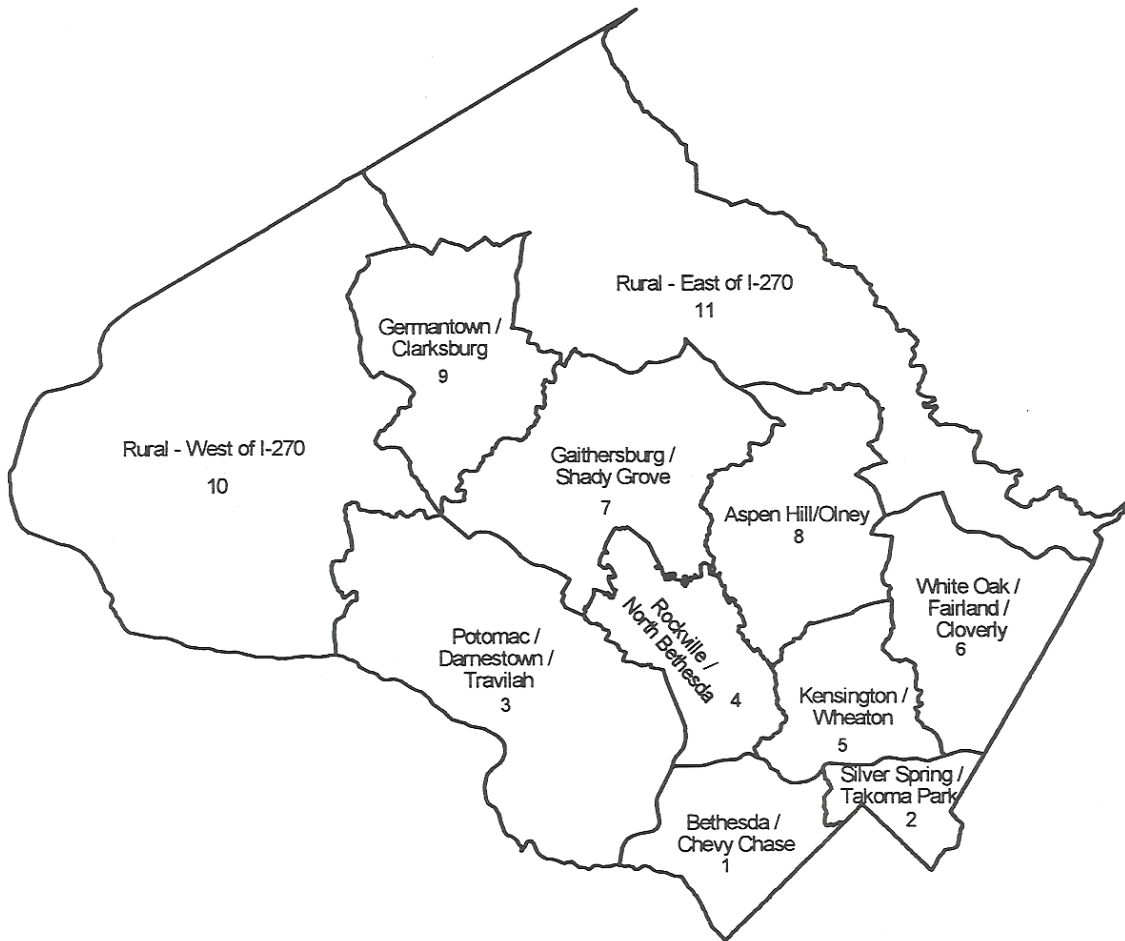 Rural - East of I-270
11
Germantown /
Clarksburg
9
Rural - West of I-270
10
Gaithersburg /
Shady Grove
7
Aspen Hill/Olney
8
White Oak /
Fairland /
Cloverly
6
Rockville /
North Bethesda
4
Potomac /
Darnestown /
Travilah
3
Kensington /
Wheaton
5
Silver Spring /
Takoma Park
2
Bethesda /
Chevy Chase
1